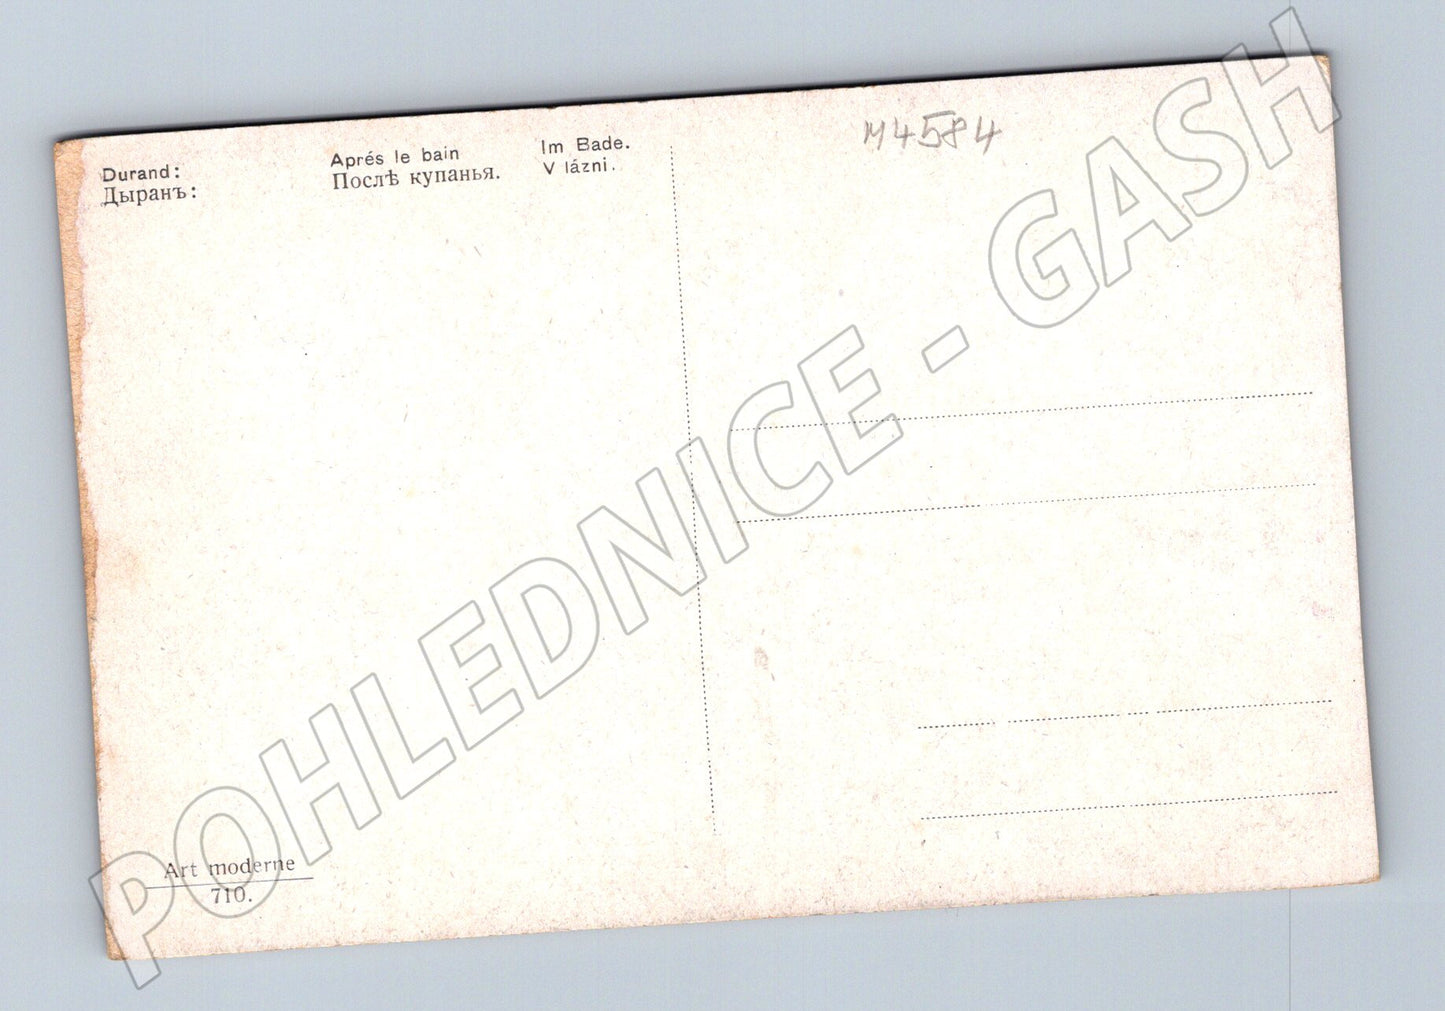 M4584
Durand: Aprés le bain Im Bade.
Дыранъ: Послѣ купанья. V lázni.
Art moderne
710.
POHLEDNICE - GASH